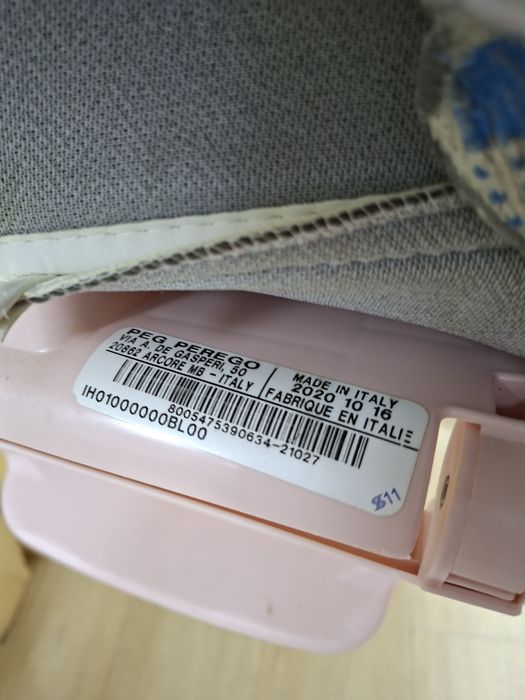 PEG PEREGO
VIA A. DE GASPERI, 50
20862 ARCORE MB - ITALY
MADE IN ITALY
2020 10 16
FABRIQUE EN ITALIE
8005475390634-21027
IH01000000BL00
S11